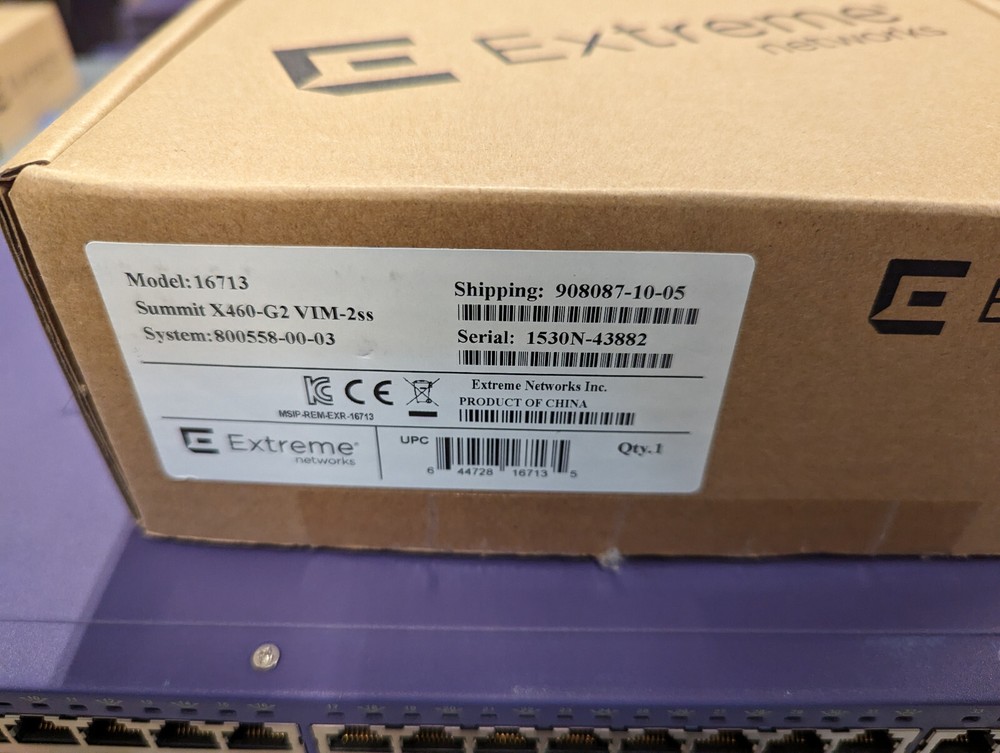 Extreme
networks
Model:16713
Summit X460-G2 VIM-2ss
System:800558-00-03
Shipping: 908087-10-05
Serial: 1530N-43882
MSIP-REM-EXR-16713
Extreme Networks Inc.
PRODUCT OF CHINA
Extreme
networks
UPC
6 44728 16713 5
Qty.1